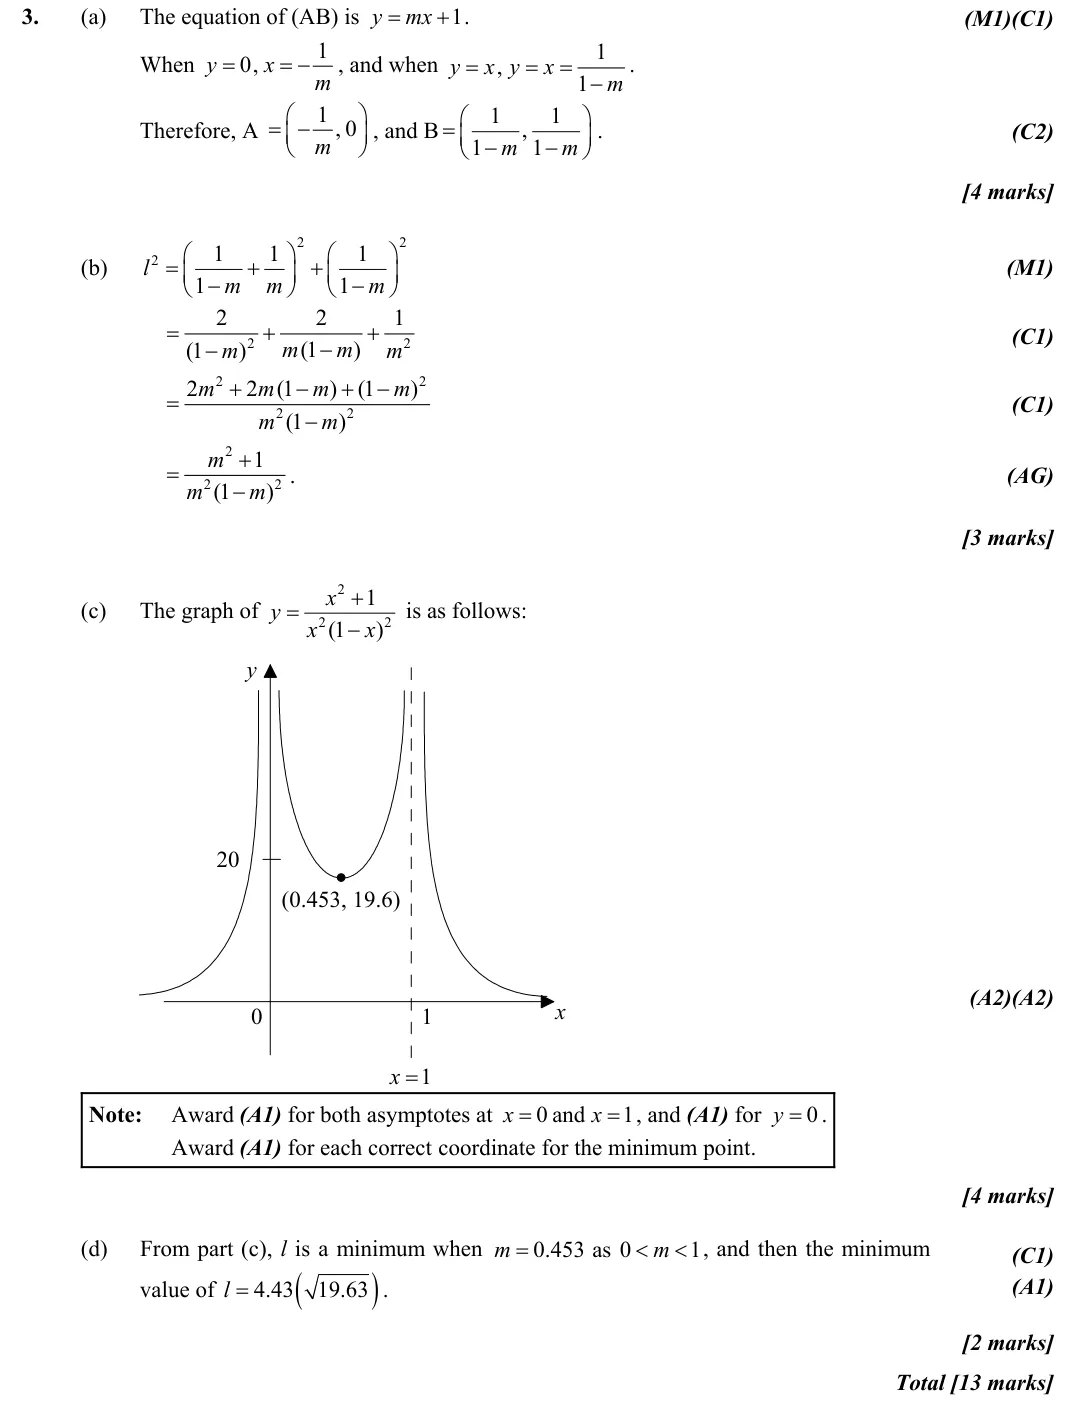 3. (a) The equation of (AB) is y = mx + 1. (M1)(C1)
When y = 0, x = −1/m, and when y = x, y = x = 1/(1 − m).
Therefore, A = (−1/m, 0), and B = (1/(1 − m), 1/(1 − m)). (C2)
[4 marks]
(b) l² = (1/(1 − m) + 1/m)² + (1/(1 − m))² (M1)
= 2/(1 − m)² + 2/(m(1 − m)) + 1/m² (C1)
= (2m² + 2m(1 − m) + (1 − m)²)/(m²(1 − m)²) (C1)
= (m² + 1)/(m²(1 − m)²). (AG)
[3 marks]
(c) The graph of y = (x² + 1)/(x²(1 − x)²) is as follows:
y
20
(0.453, 19.6)
(A2)(A2)
0 1 x
x = 1
Note: Award (A1) for both asymptotes at x = 0 and x = 1, and (A1) for y = 0.
Award (A1) for each correct coordinate for the minimum point.
[4 marks]
(d) From part (c), l is a minimum when m = 0.453 as 0 < m < 1, and then the minimum (C1)
value of l = 4.43(√19.63). (A1)
[2 marks]
Total [13 marks]